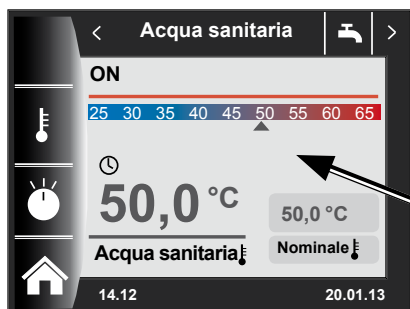 < Acqua sanitaria >
ON
25 30 35 40 45 50 55 60 65
50,0 °C
50,0 °C
Acqua sanitaria
Nominale
14.12 20.01.13